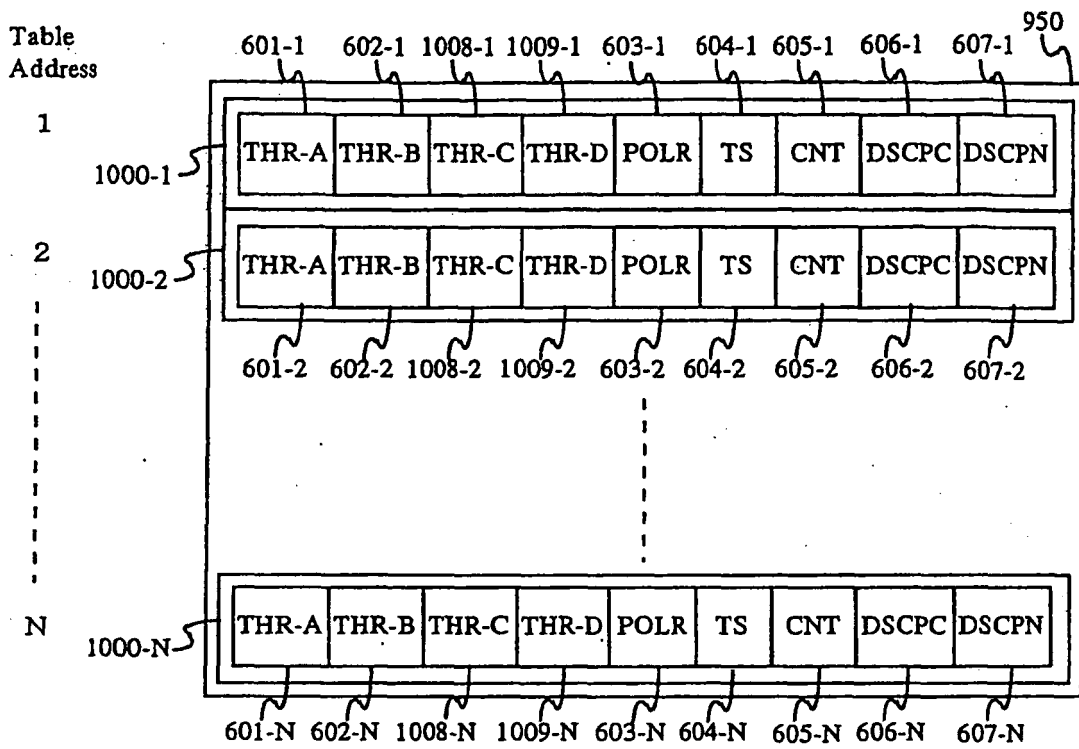 950
Table
Address
601-1 602-1 1008-1 1009-1 603-1 604-1 605-1 606-1 607-1
1
THR-A THR-B THR-C THR-D POLR TS CNT DSCPC DSCPN
1000-1
2
THR-A THR-B THR-C THR-D POLR TS CNT DSCPC DSCPN
1000-2
601-2 602-2 1008-2 1009-2 603-2 604-2 605-2 606-2 607-2
N
THR-A THR-B THR-C THR-D POLR TS CNT DSCPC DSCPN
1000-N
601-N 602-N 1008-N 1009-N 603-N 604-N 605-N 606-N 607-N